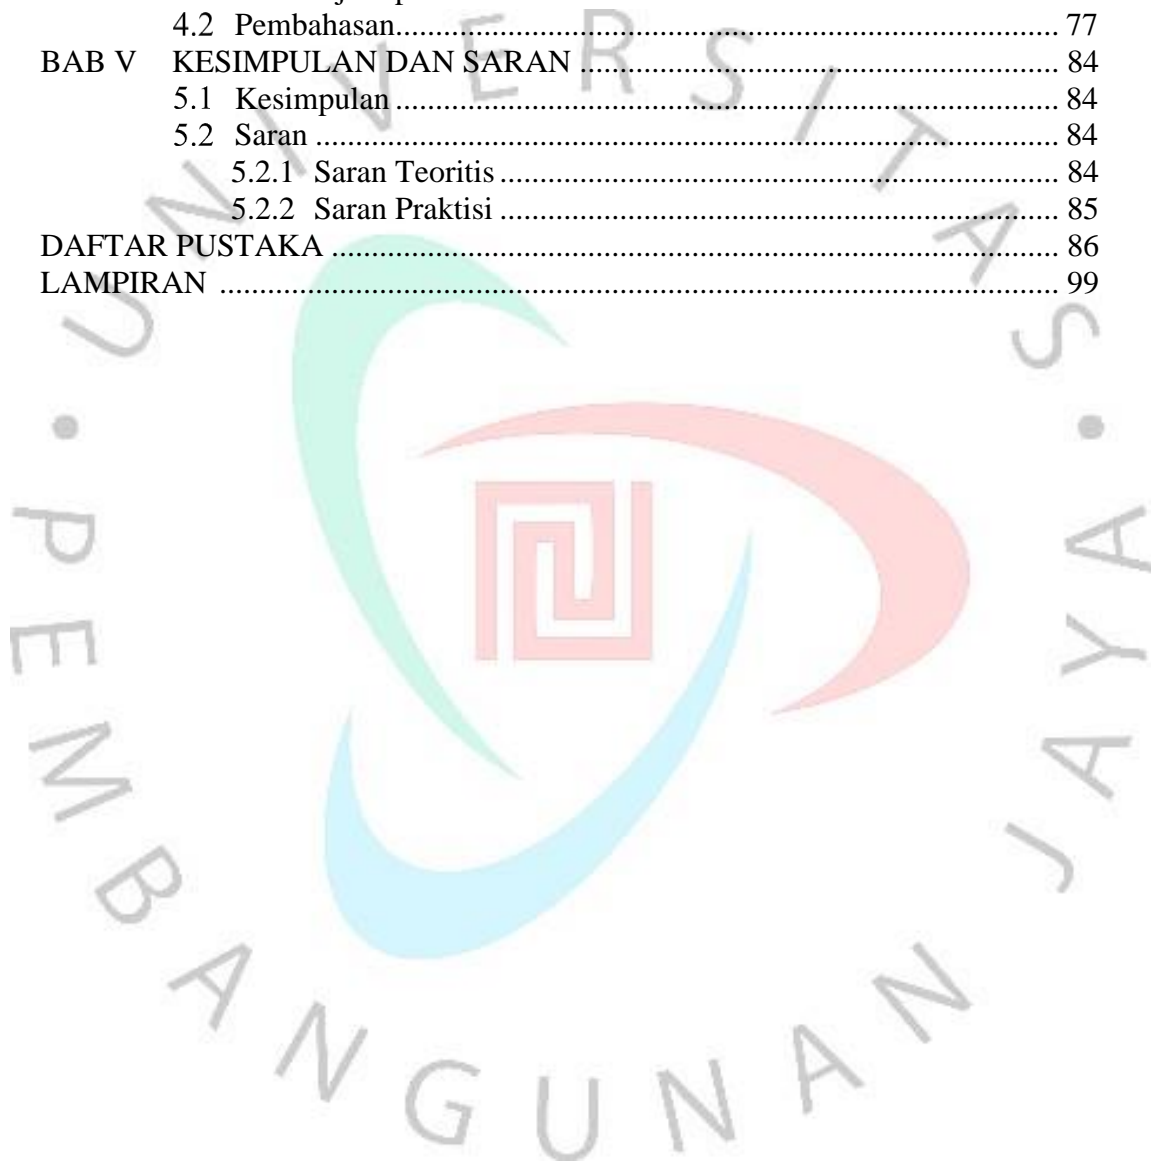 4.2 Pembahasan........................................................................... 77
BAB V KESIMPULAN DAN SARAN ...................................................... 84
5.1 Kesimpulan ........................................................................... 84
5.2 Saran .................................................................................... 84
5.2.1 Saran Teoritis ............................................................... 84
5.2.2 Saran Praktisi ............................................................... 85
DAFTAR PUSTAKA .................................................................................. 86
LAMPIRAN ............................................................................................... 99
UNIVERSITAS • PEMBANGUNAN JAYA •